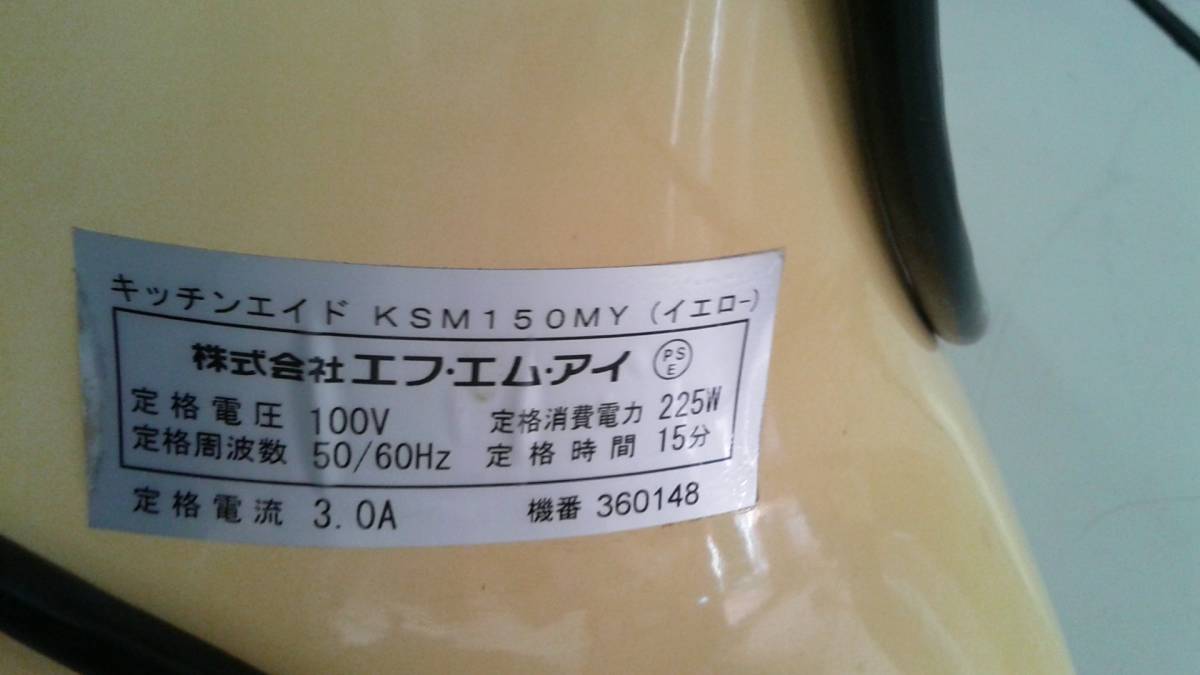 キッチンエイド KSM150MY (イエロー)
株式会社エフ・エム・アイ PSE
定格電圧 100V 定格消費電力 225W
定格周波数 50/60Hz 定格時間 15分
定格電流 3.0A 機番 360148